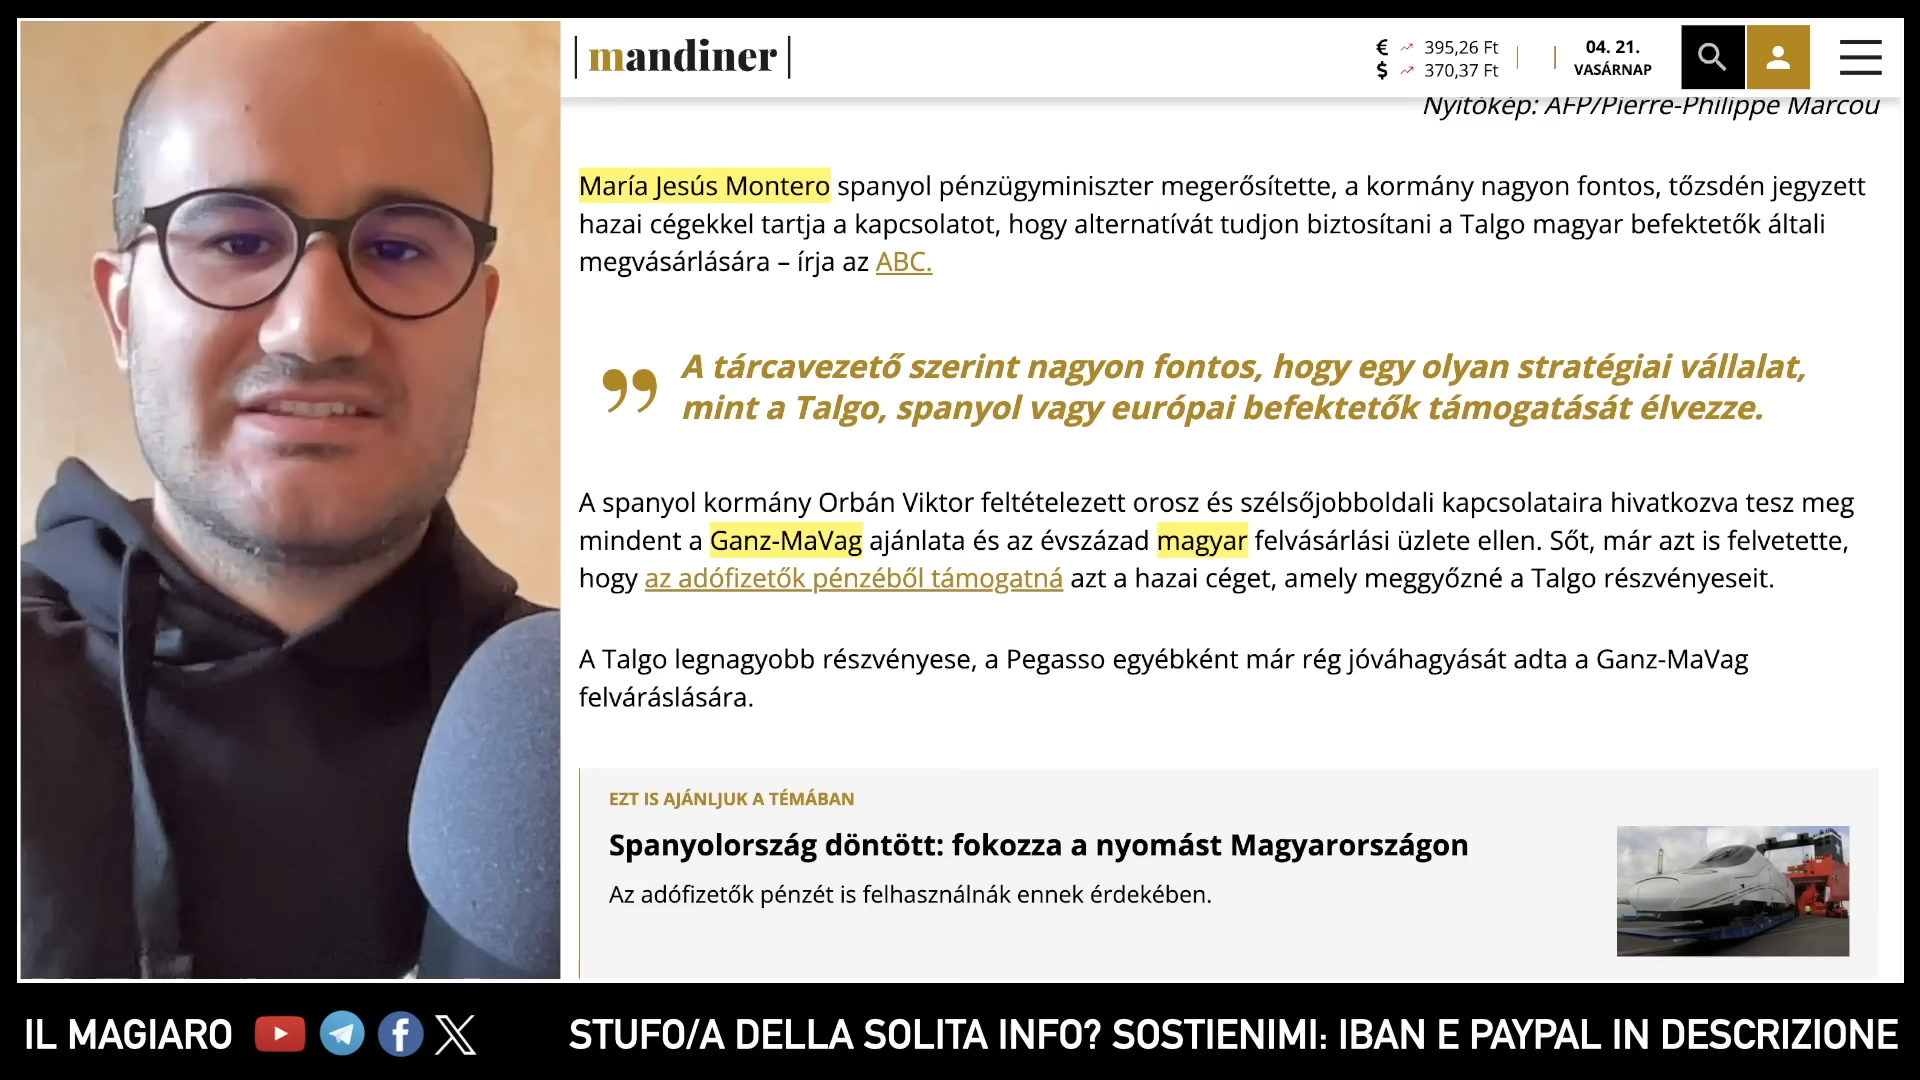 mandiner
€ 395,26 Ft
$ 370,37 Ft
04. 21.
VASÁRNAP
Nyitókép: AFP/Pierre-Philippe Marcou
María Jesús Montero spanyol pénzügyminiszter megerősítette, a kormány nagyon fontos, tőzsdén jegyzett
hazai cégekkel tartja a kapcsolatot, hogy alternatívát tudjon biztosítani a Talgo magyar befektetők általi
megvásárlására – írja az ABC.
A tárcavezető szerint nagyon fontos, hogy egy olyan stratégiai vállalat,
mint a Talgo, spanyol vagy európai befektetők támogatását élvezze.
A spanyol kormány Orbán Viktor feltételezett orosz és szélsőjobboldali kapcsolataira hivatkozva tesz meg
mindent a Ganz-MaVag ajánlata és az évszázad magyar felvásárlási üzlete ellen. Sőt, már azt is felvetette,
hogy az adófizetők pénzéből támogatná azt a hazai céget, amely meggyőzné a Talgo részvényeseit.
A Talgo legnagyobb részvényese, a Pegasso egyébként már rég jóváhagyását adta a Ganz-MaVag
felváráslására.
EZT IS AJÁNLJUK A TÉMÁBAN
Spanyolország döntött: fokozza a nyomást Magyarországon
Az adófizetők pénzét is felhasználnák ennek érdekében.
IL MAGIARO
STUFO/A DELLA SOLITA INFO? SOSTIENIMI: IBAN E PAYPAL IN DESCRIZIONE